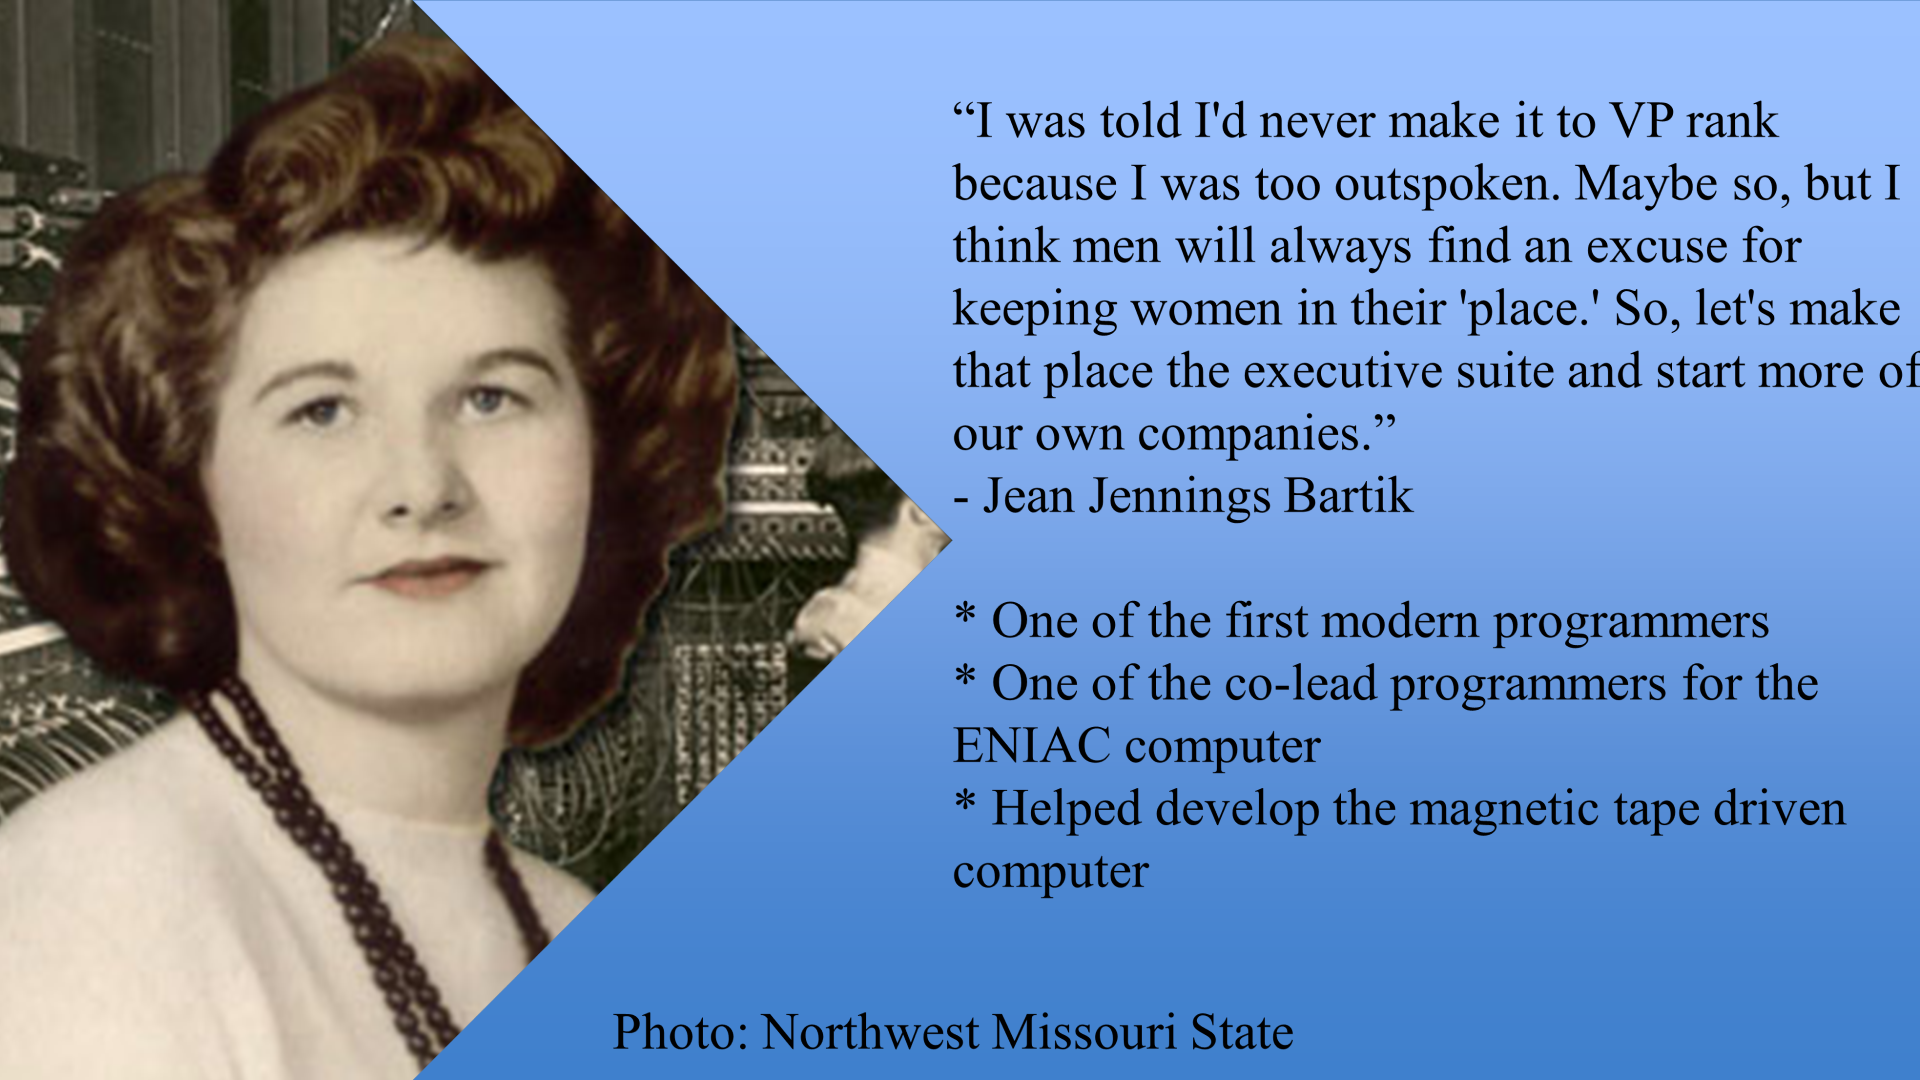 “I was told I'd never make it to VP rank
because I was too outspoken. Maybe so, but I
think men will always find an excuse for
keeping women in their 'place.' So, let's make
that place the executive suite and start more of
our own companies.”
- Jean Jennings Bartik
* One of the first modern programmers
* One of the co-lead programmers for the
ENIAC computer
* Helped develop the magnetic tape driven
computer
Photo: Northwest Missouri State